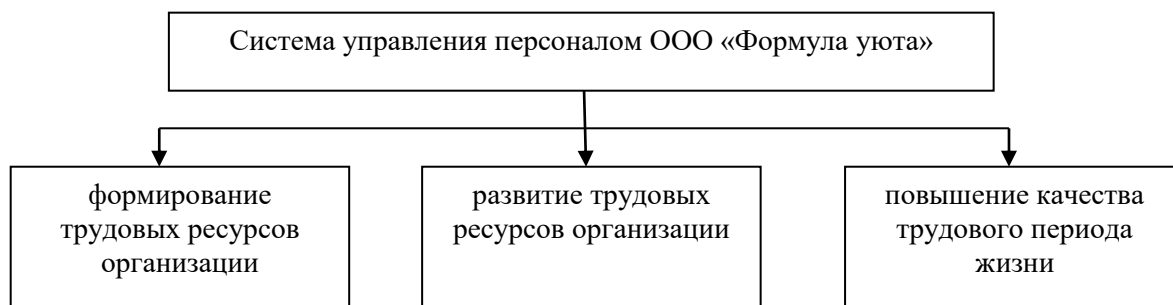 Система управления персоналом ООО «Формула уюта»
формирование
трудовых ресурсов
организации
развитие трудовых
ресурсов организации
повышение качества
трудового периода
жизни